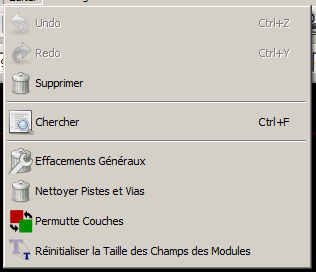 Undo Ctrl+Z
Redo Ctrl+Y
Supprimer
Chercher Ctrl+F
Effacements Généraux
Nettoyer Pistes et Vias
Permutte Couches
Réinitialiser la Taille des Champs des Modules